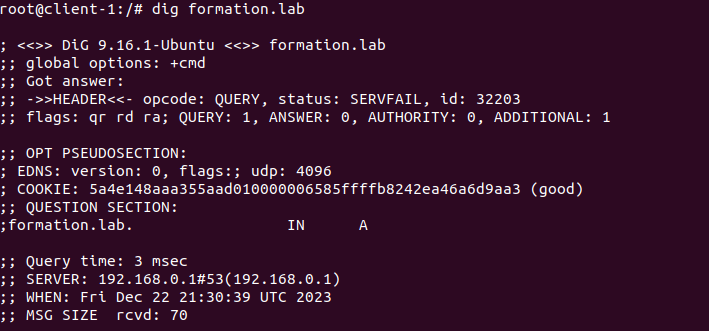 root@client-1:/# dig formation.lab
; <<>> DiG 9.16.1-Ubuntu <<>> formation.lab
;; global options: +cmd
;; Got answer:
;; ->>HEADER<<- opcode: QUERY, status: SERVFAIL, id: 32203
;; flags: qr rd ra; QUERY: 1, ANSWER: 0, AUTHORITY: 0, ADDITIONAL: 1
;; OPT PSEUDOSECTION:
; EDNS: version: 0, flags:; udp: 4096
; COOKIE: 5a4e148aaa355aad010000006585ffffb8242ea46a6d9aa3 (good)
;; QUESTION SECTION:
;formation.lab. IN A
;; Query time: 3 msec
;; SERVER: 192.168.0.1#53(192.168.0.1)
;; WHEN: Fri Dec 22 21:30:39 UTC 2023
;; MSG SIZE rcvd: 70